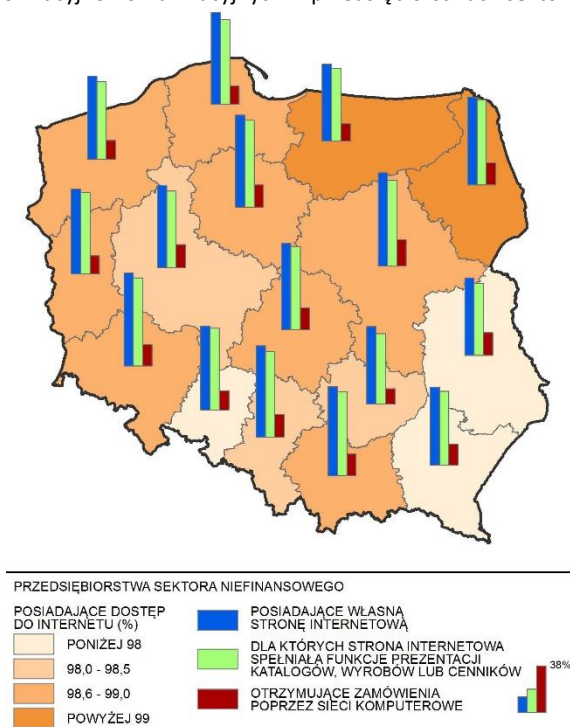 PRZEDSIĘBIORSTWA SEKTORA NIEFINANSOWEGO
POSIADAJĄCE DOSTĘP
DO INTERNETU (%)
PONIŻEJ 98
98,0 - 98,5
98,6 - 99,0
POWYŻEJ 99
POSIADAJĄCE WŁASNĄ
STRONĘ INTERNETOWĄ
DLA KTÓRYCH STRONA INTERNETOWA
SPEŁNIAŁA FUNKCJE PREZENTACJI
KATALOGÓW, WYROBÓW LUB CENNIKÓW
OTRZYMUJĄCE ZAMÓWIENIA
POPRZEZ SIECI KOMPUTEROWE
38%